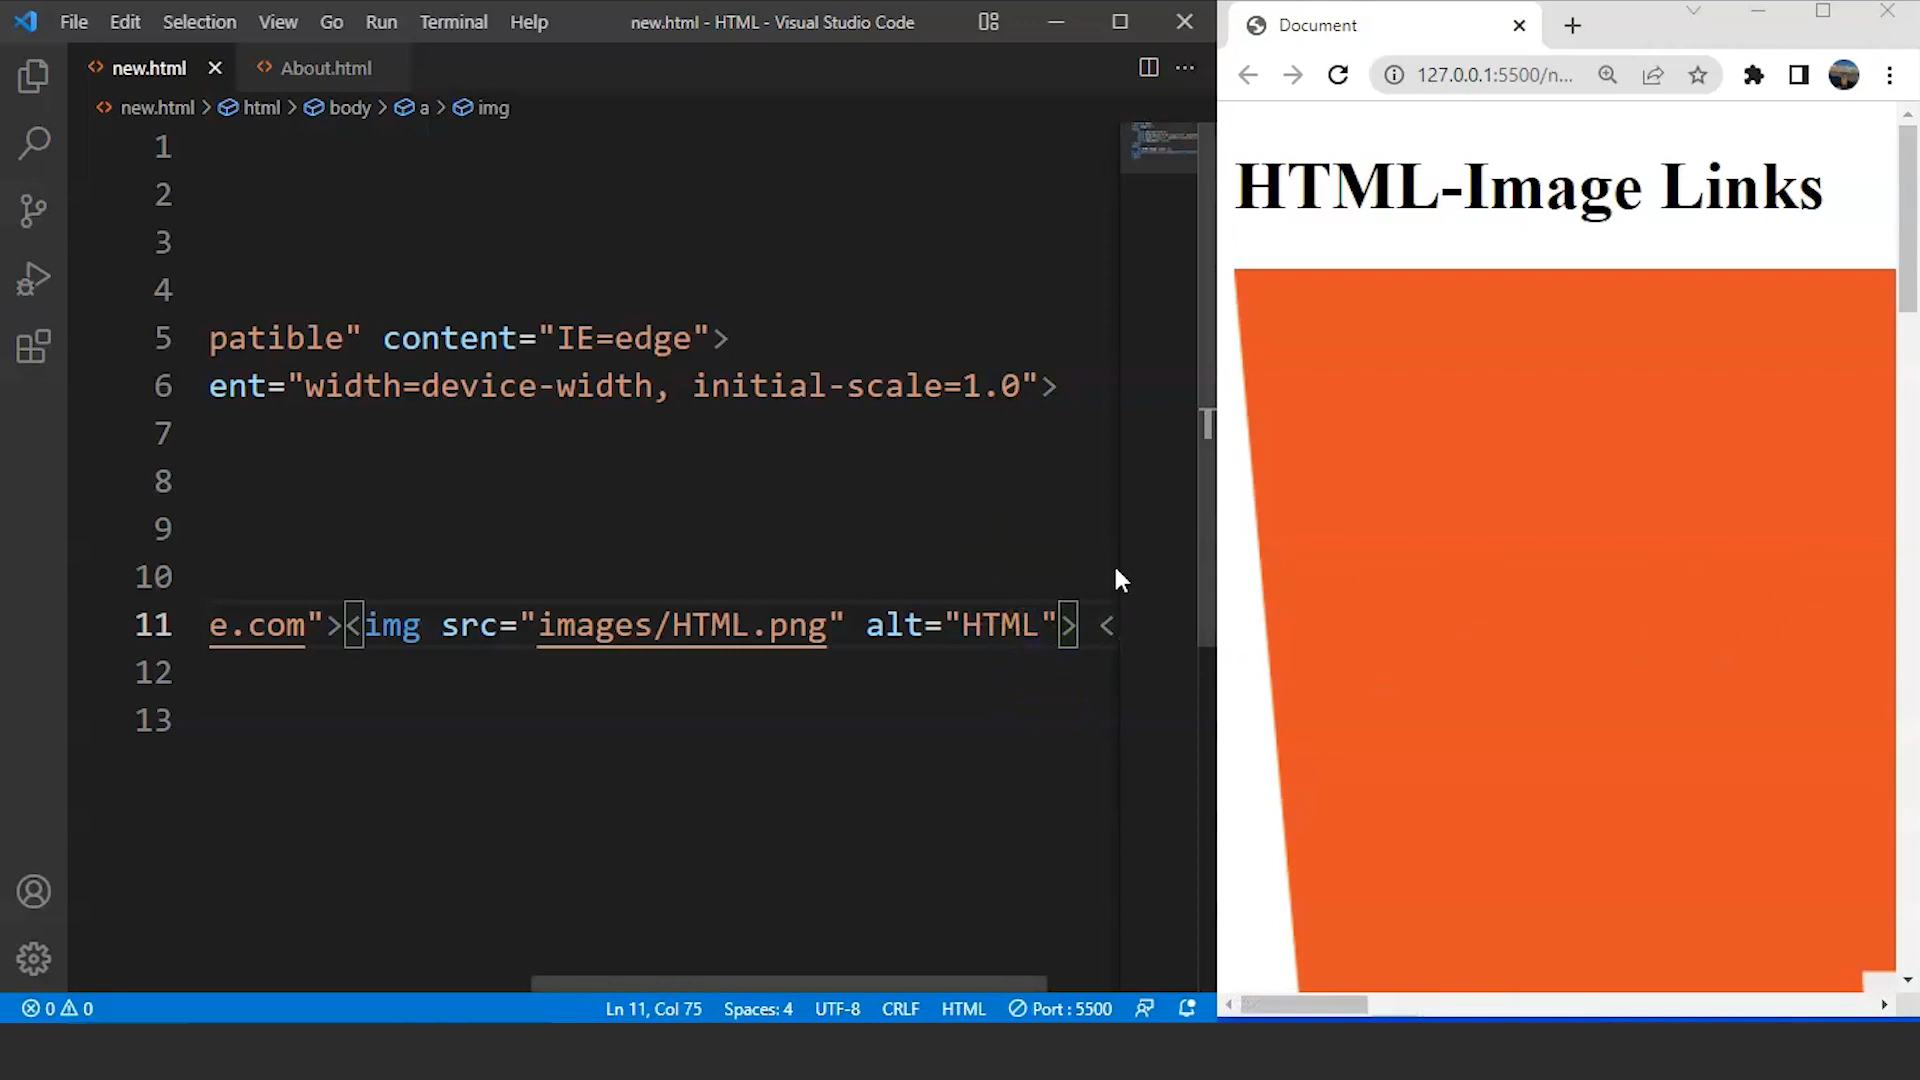 File Edit Selection View Go Run Terminal Help new.html - HTML - Visual Studio Code
new.html About.html
new.html > html > body > a > img
1
2
3
4
5 patible" content="IE=edge">
6 ent="width=device-width, initial-scale=1.0">
7
8
9
10
11 e.com"><img src="images/HTML.png" alt="HTML"> <
12
13
0 0 Ln 11, Col 75 Spaces: 4 UTF-8 CRLF HTML Port : 5500
Document
127.0.0.1:5500/n...
HTML-Image Links